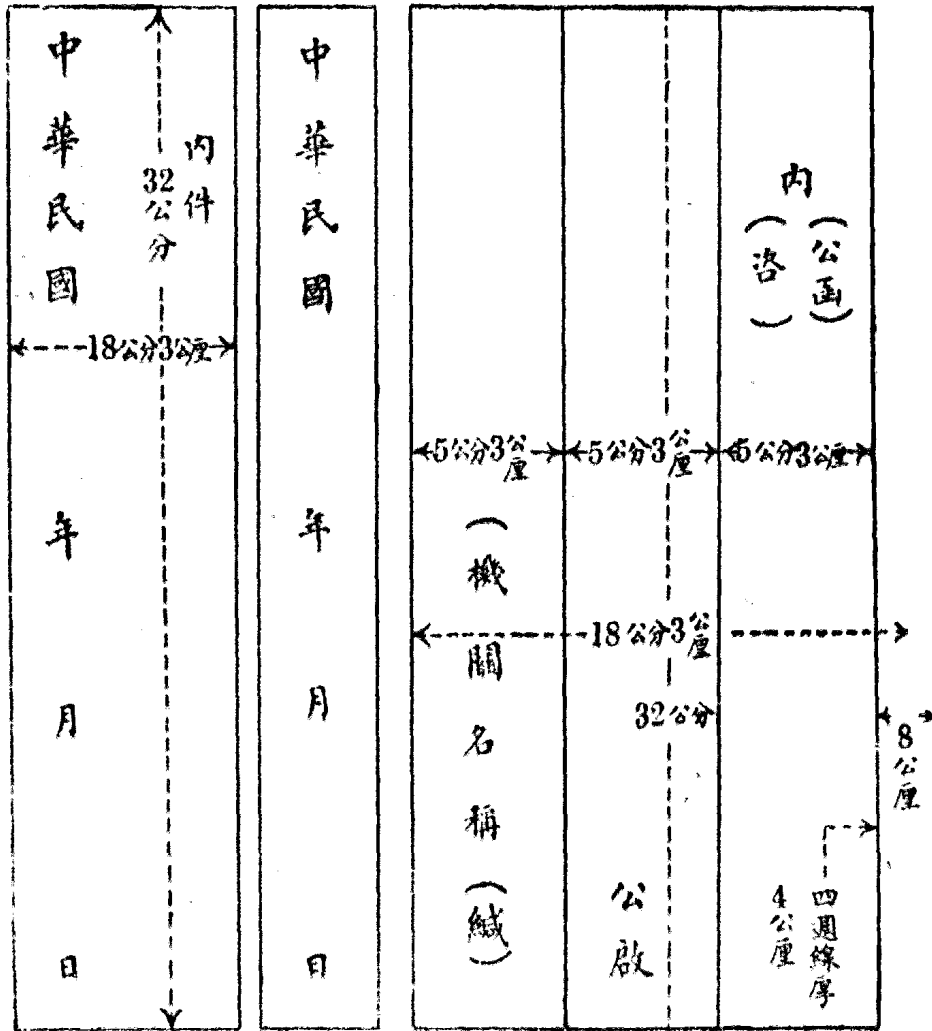 內
(公函)
(咨)
5公分3公厘
8公厘
四週線厚
4公厘
5公分3公厘
18公分3公厘
32公分
公啟
5公分3公厘
(機關名稱)(緘)
中華民國 年 月 日
內件
32公分
18公分3公厘
中華民國 年 月 日